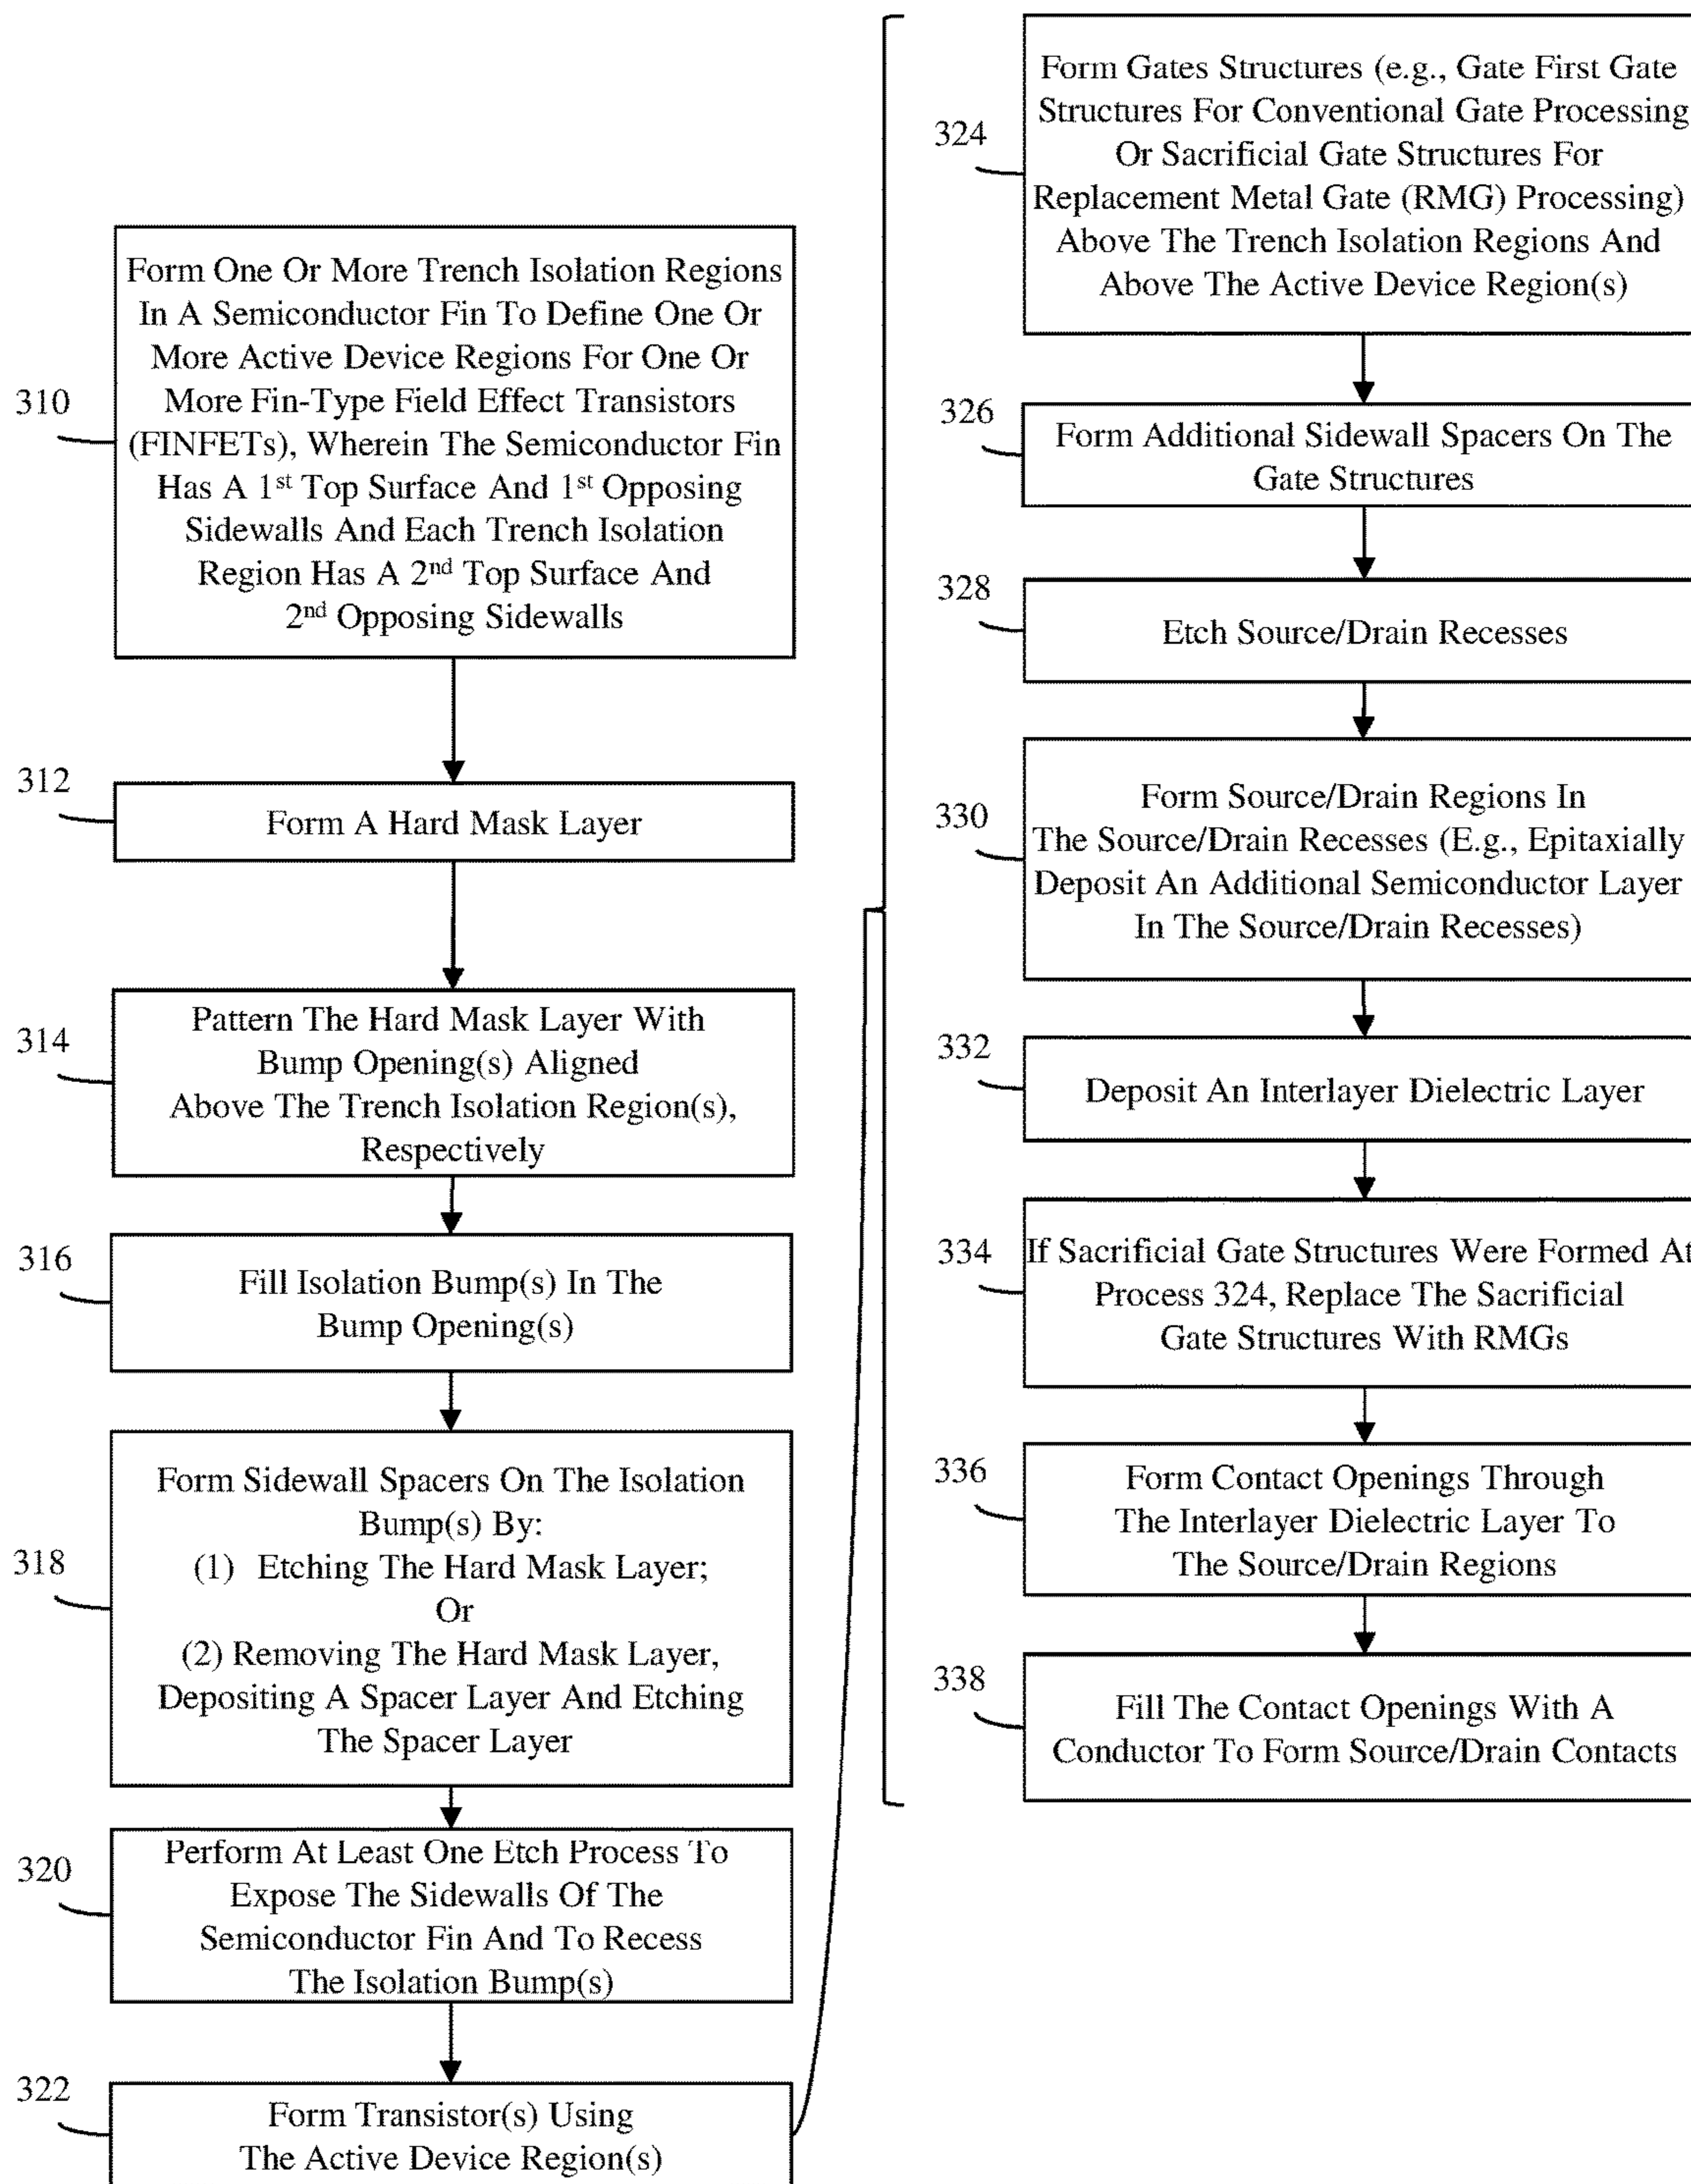 310
Form One Or More Trench Isolation Regions
In A Semiconductor Fin To Define One Or
More Active Device Regions For One Or
More Fin-Type Field Effect Transistors
(FINFETs), Wherein The Semiconductor Fin
Has A 1st Top Surface And 1st Opposing
Sidewalls And Each Trench Isolation
Region Has A 2nd Top Surface And
2nd Opposing Sidewalls
312
Form A Hard Mask Layer
314
Pattern The Hard Mask Layer With
Bump Opening(s) Aligned
Above The Trench Isolation Region(s),
Respectively
316
Fill Isolation Bump(s) In The
Bump Opening(s)
318
Form Sidewall Spacers On The Isolation
Bump(s) By:
(1) Etching The Hard Mask Layer;
Or
(2) Removing The Hard Mask Layer,
Depositing A Spacer Layer And Etching
The Spacer Layer
320
Perform At Least One Etch Process To
Expose The Sidewalls Of The
Semiconductor Fin And To Recess
The Isolation Bump(s)
322
Form Transistor(s) Using
The Active Device Region(s)
324
Form Gates Structures (e.g., Gate First Gate
Structures For Conventional Gate Processing
Or Sacrificial Gate Structures For
Replacement Metal Gate (RMG) Processing)
Above The Trench Isolation Regions And
Above The Active Device Region(s)
326
Form Additional Sidewall Spacers On The
Gate Structures
328
Etch Source/Drain Recesses
330
Form Source/Drain Regions In
The Source/Drain Recesses (E.g., Epitaxially
Deposit An Additional Semiconductor Layer
In The Source/Drain Recesses)
332
Deposit An Interlayer Dielectric Layer
334
If Sacrificial Gate Structures Were Formed At
Process 324, Replace The Sacrificial
Gate Structures With RMGs
336
Form Contact Openings Through
The Interlayer Dielectric Layer To
The Source/Drain Regions
338
Fill The Contact Openings With A
Conductor To Form Source/Drain Contacts